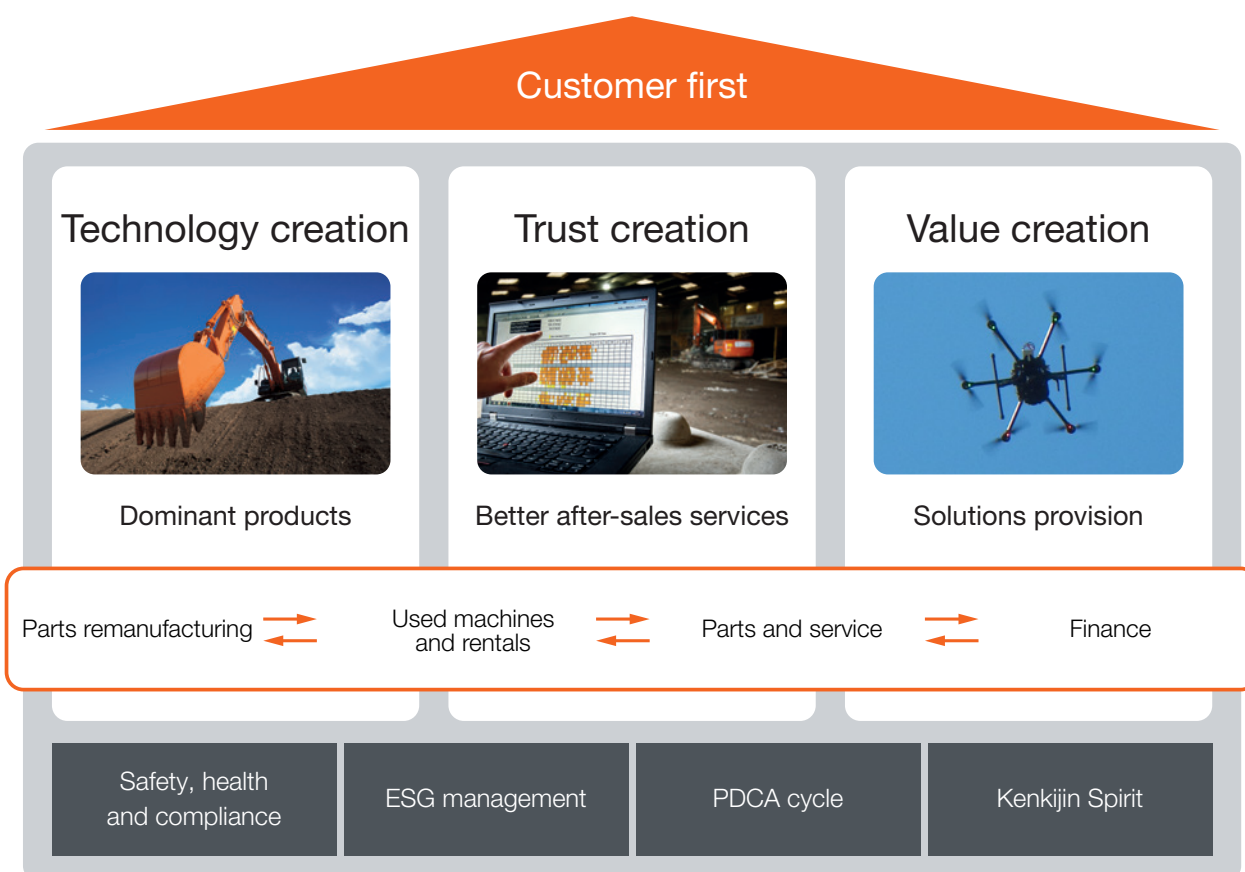 Customer first
Technology creation
Trust creation
Value creation
Dominant products
Better after-sales services
Solutions provision
Parts remanufacturing
Used machines
and rentals
Parts and service
Finance
Safety, health
and compliance
ESG management
PDCA cycle
Kenkijin Spirit